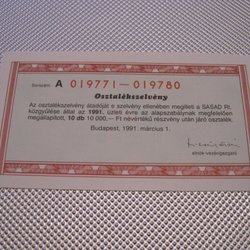 Sorszám: A 019771—019780
Osztalékszelvény
Az osztalékszelvény átadóját e szelvény ellenében megilleti a SASAD Rt.
közgyűlése által az 1991. üzleti évre az alapszabálynak megfelelően
megállapított, 10 db 10 000,— Ft névértékű részvény után járó osztalék.
Budapest, 1991. március 1.
elnök-vezérigazgató